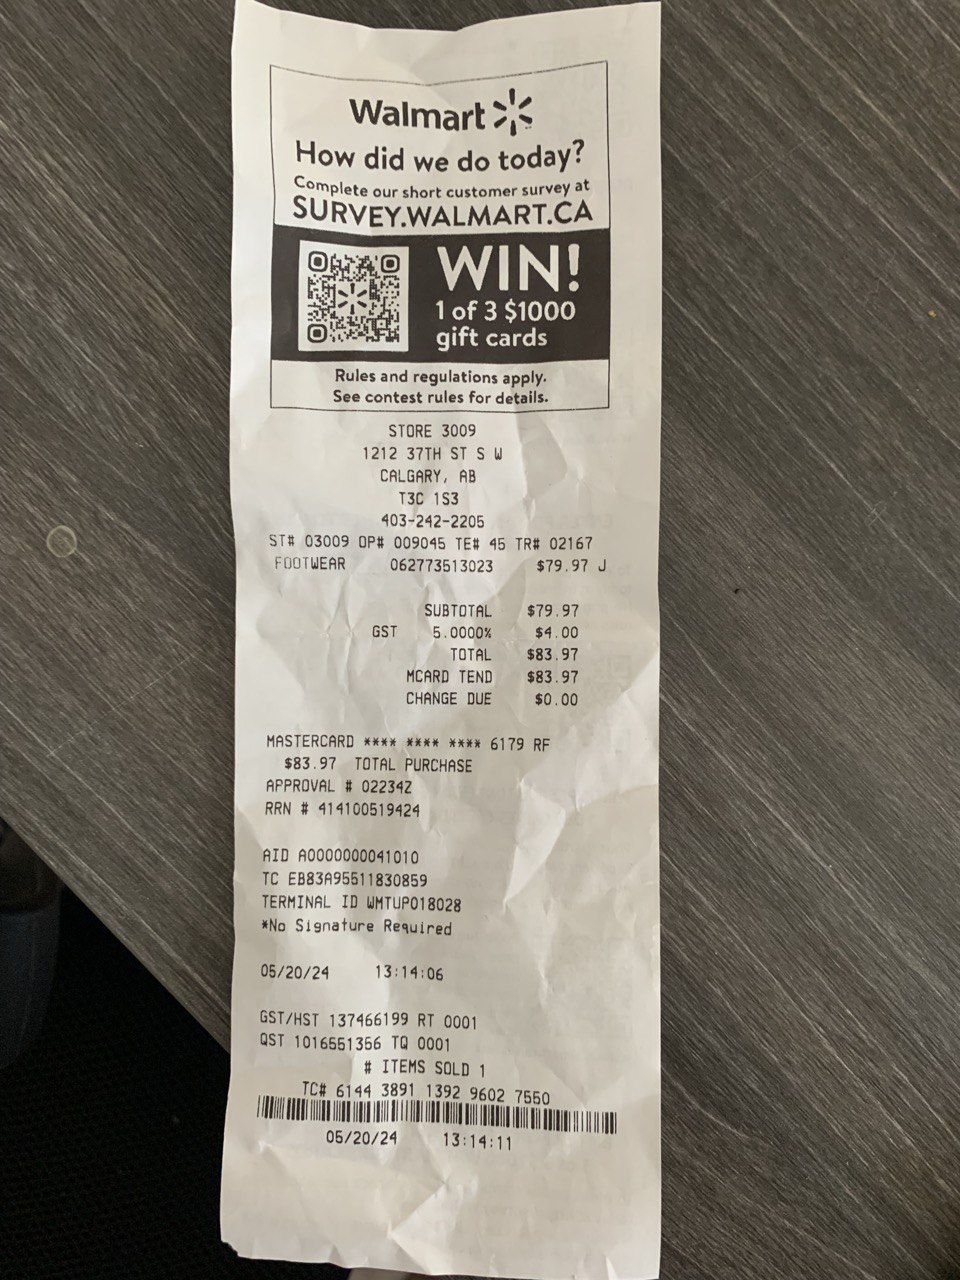 Walmart
How did we do today?
Complete our short customer survey at
SURVEY.WALMART.CA
WIN!
1 of 3 $1000
gift cards
Rules and regulations apply.
See contest rules for details.
STORE 3009
1212 37TH ST S W
CALGARY, AB
T3C 1S3
403-242-2205
ST# 03009 OP# 009045 TE# 45 TR# 02167
FOOTWEAR 062773513023 $79.97 J
SUBTOTAL $79.97
GST 5.0000% $4.00
TOTAL $83.97
MCARD TEND $83.97
CHANGE DUE $0.00
MASTERCARD **** **** **** 6179 RF
$83.97 TOTAL PURCHASE
APPROVAL # 02234Z
RRN # 414100519424
AID A0000000041010
TC EB83A95511830859
TERMINAL ID WMTUP018028
*No Signature Required
05/20/24 13:14:06
GST/HST 137466199 RT 0001
QST 1016551356 TQ 0001
# ITEMS SOLD 1
TC# 6144 3891 1392 9602 7550
05/20/24 13:14:11